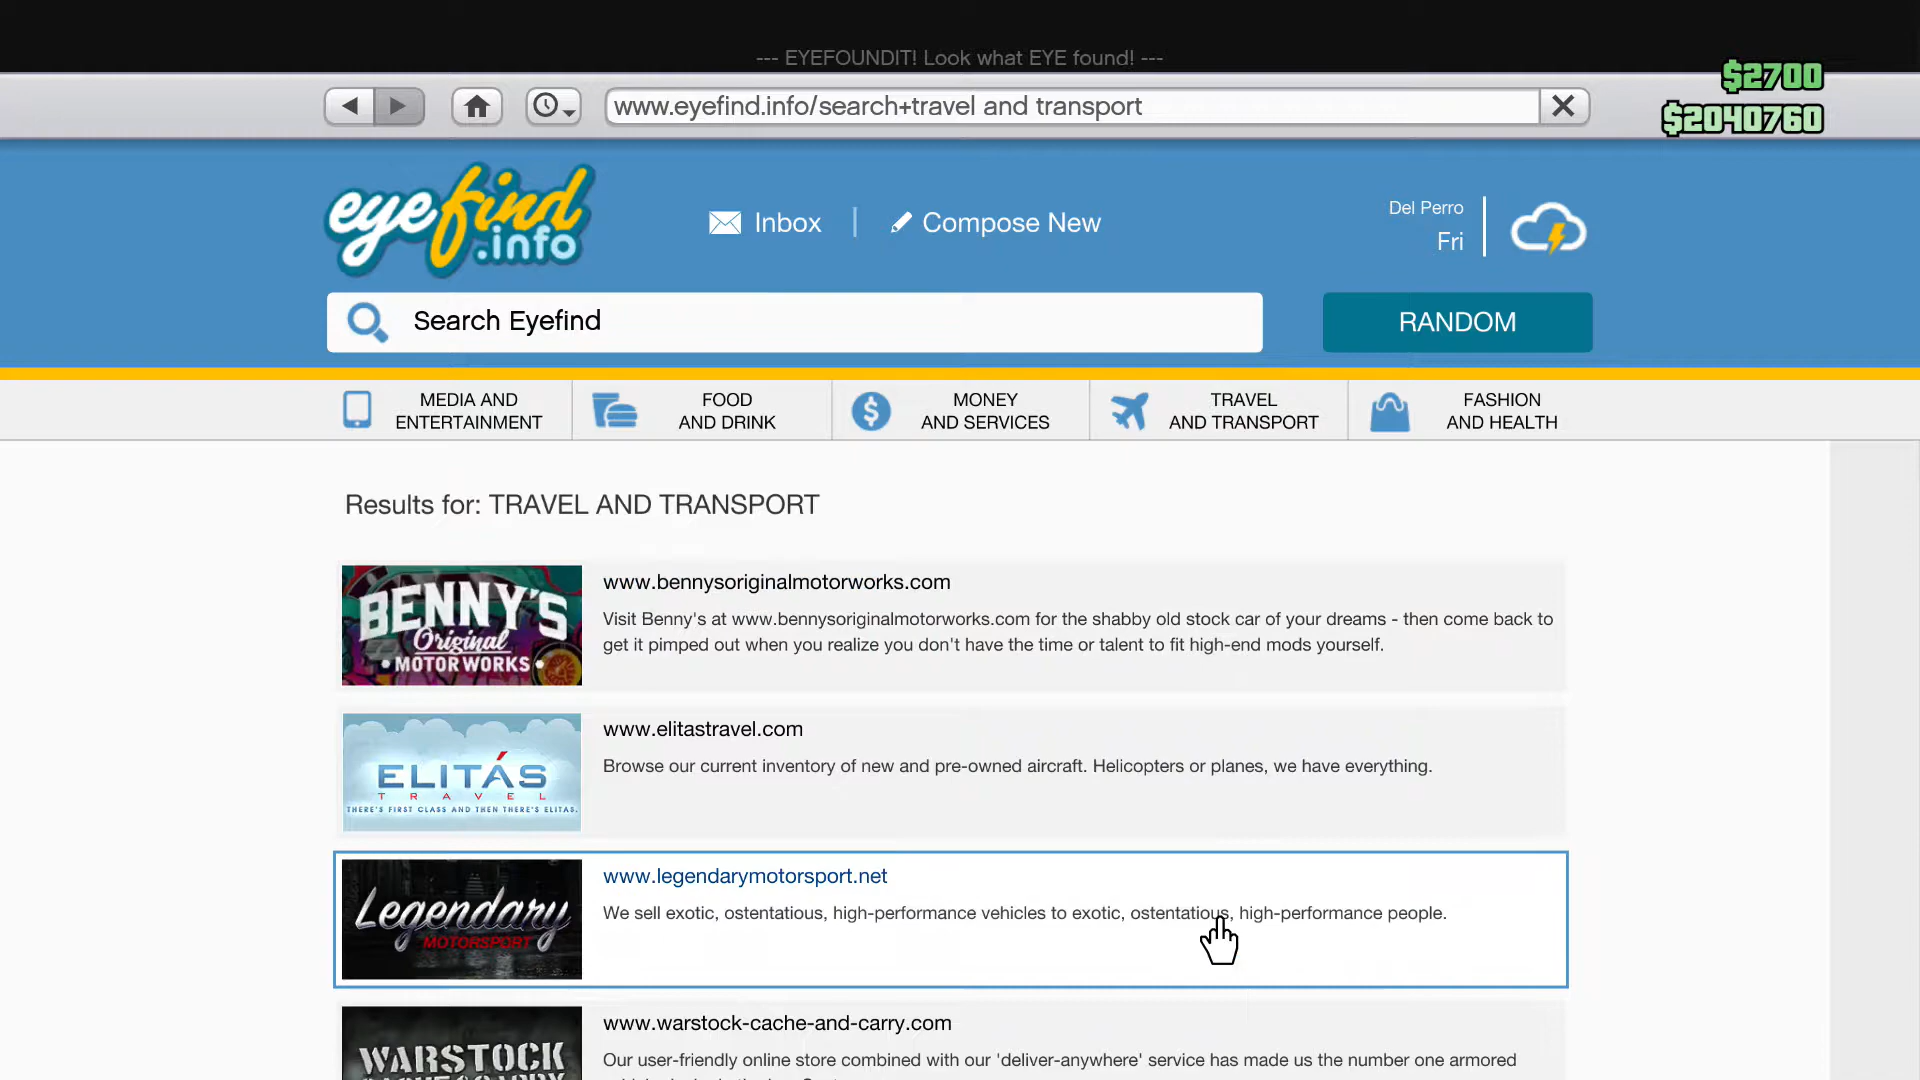 --- EYEFOUNDIT! Look what EYE found! ---
$2700
www.eyefind.info/search+travel and transport
$2040760
eyefind
.info
Inbox
Compose New
Del Perro
Fri
Search Eyefind
RANDOM
MEDIA AND
ENTERTAINMENT
FOOD
AND DRINK
MONEY
AND SERVICES
TRAVEL
AND TRANSPORT
FASHION
AND HEALTH
Results for: TRAVEL AND TRANSPORT
BENNY'S
Original
MOTOR WORKS
www.bennysoriginalmotorworks.com
Visit Benny's at www.bennysoriginalmotorworks.com for the shabby old stock car of your dreams - then come back to
get it pimped out when you realize you don't have the time or talent to fit high-end mods yourself.
ELITÁS
TRAVEL
THERE'S FIRST CLASS AND THEN THERE'S ELITAS.
www.elitastravel.com
Browse our current inventory of new and pre-owned aircraft. Helicopters or planes, we have everything.
Legendary
MOTORSPORT
www.legendarymotorsport.net
We sell exotic, ostentatious, high-performance vehicles to exotic, ostentatious, high-performance people.
WARSTOCK
www.warstock-cache-and-carry.com
Our user-friendly online store combined with our 'deliver-anywhere' service has made us the number one armored